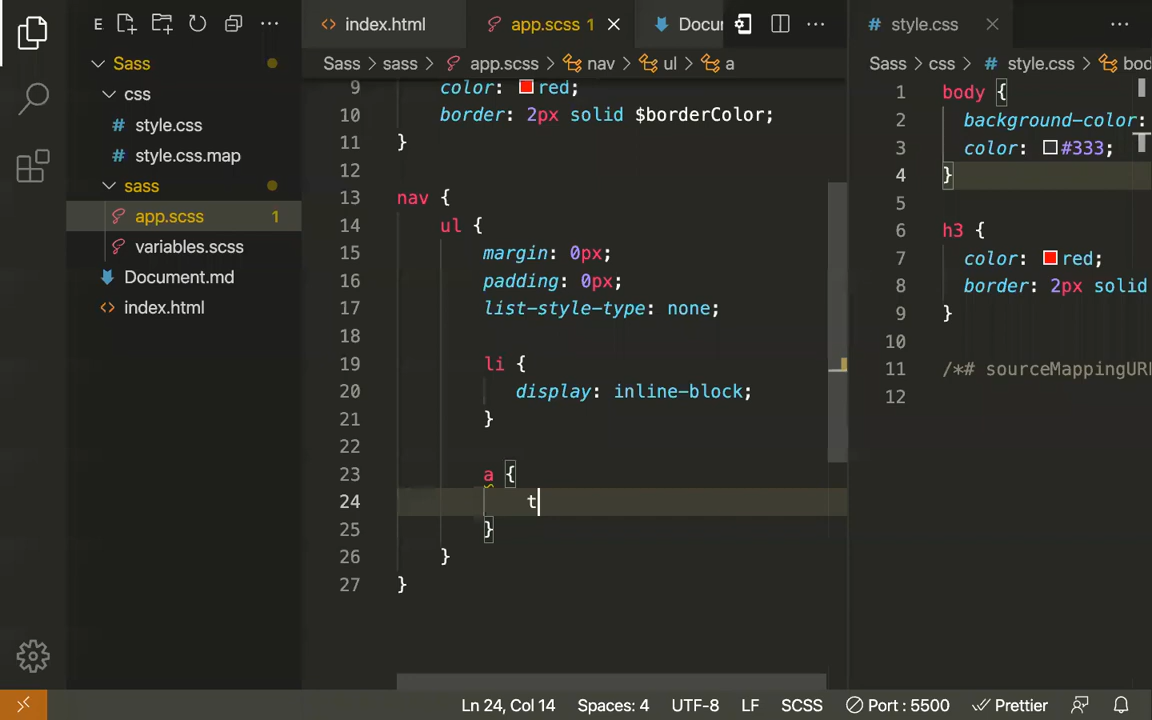 E
index.html
app.scss 1
Docu
style.css
Sass
Sass > sass > app.scss > nav > ul > a
Sass > css > style.css > bod
css
style.css
style.css.map
sass
app.scss 1
variables.scss
Document.md
index.html
9 color: red;
10 border: 2px solid $borderColor;
11 }
12
13 nav {
14 ul {
15 margin: 0px;
16 padding: 0px;
17 list-style-type: none;
18
19 li {
20 display: inline-block;
21 }
22
23 a {
24 t
25 }
26 }
27 }
1 body {
2 background-color:
3 color: #333;
4 }
5
6 h3 {
7 color: red;
8 border: 2px solid
9 }
10
11 /*# sourceMappingUR
12
Ln 24, Col 14 Spaces: 4 UTF-8 LF SCSS Port : 5500 Prettier